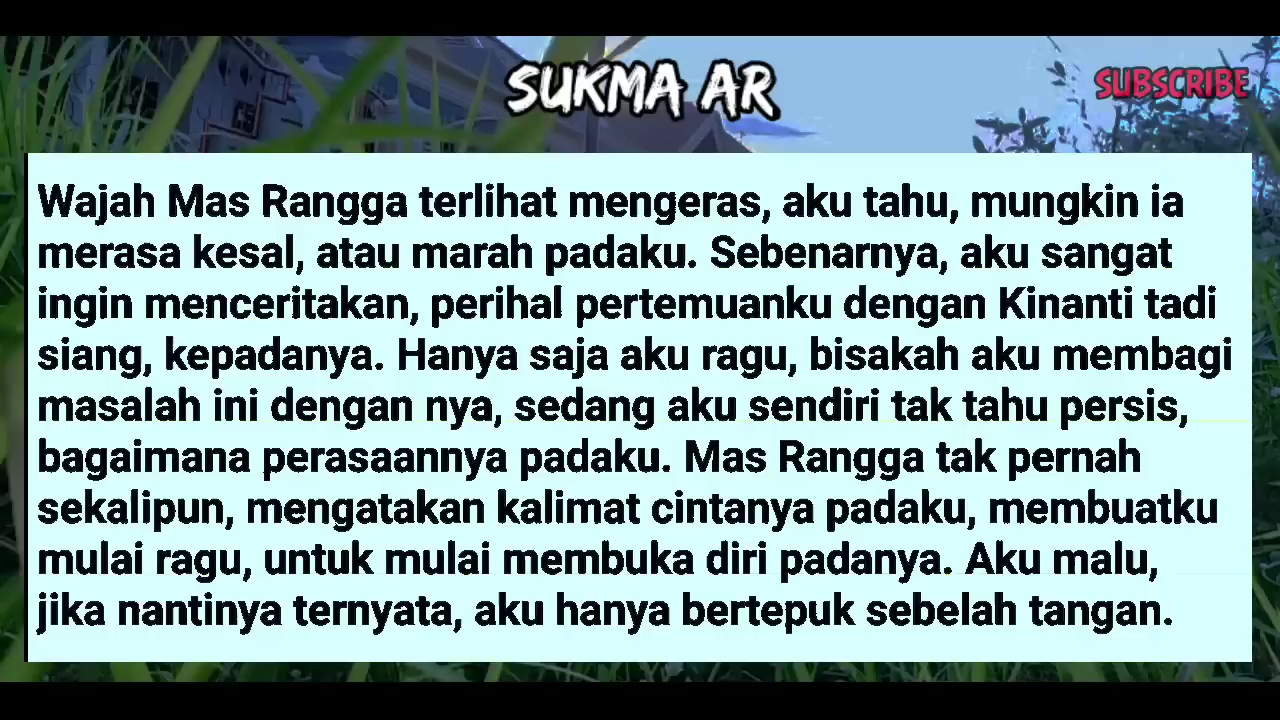 SUKMA AR
SUBSCRIBE
Wajah Mas Rangga terlihat mengeras, aku tahu, mungkin ia
merasa kesal, atau marah padaku. Sebenarnya, aku sangat
ingin menceritakan, perihal pertemuanku dengan Kinanti tadi
siang, kepadanya. Hanya saja aku ragu, bisakah aku membagi
masalah ini dengan nya, sedang aku sendiri tak tahu persis,
bagaimana perasaannya padaku. Mas Rangga tak pernah
sekalipun, mengatakan kalimat cintanya padaku, membuatku
mulai ragu, untuk mulai membuka diri padanya. Aku malu,
jika nantinya ternyata, aku hanya bertepuk sebelah tangan.